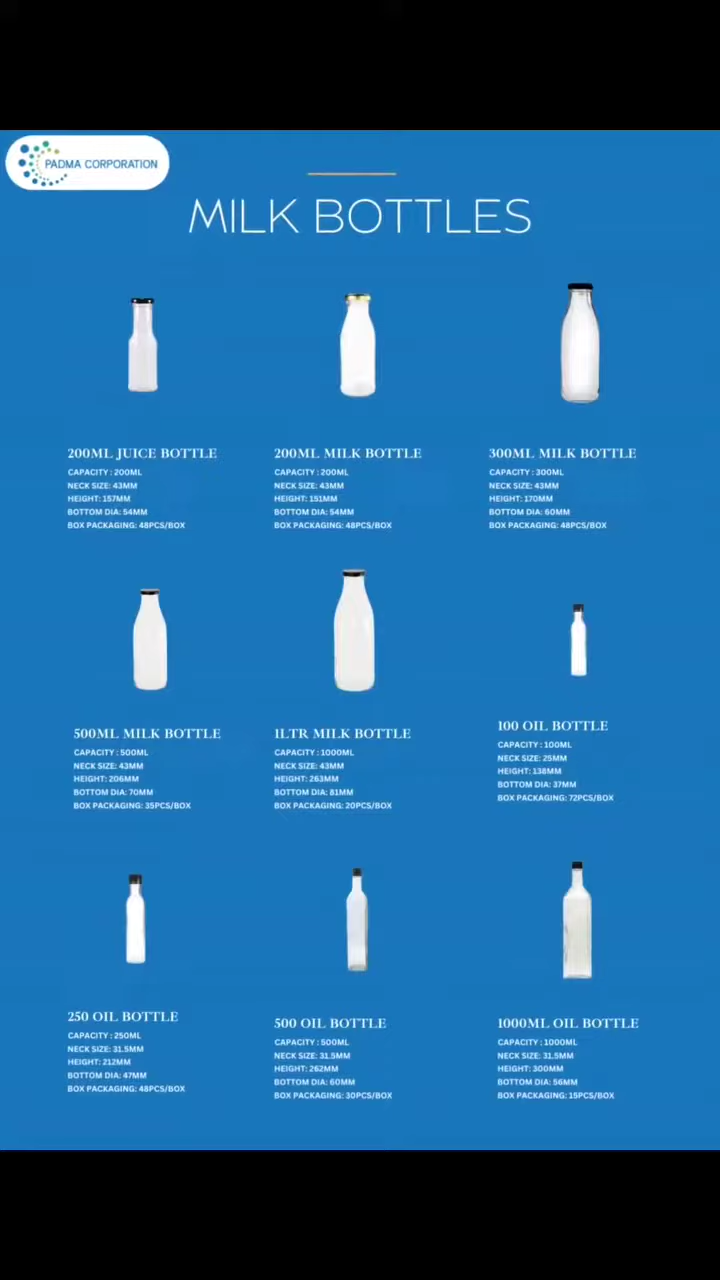 PADMA CORPORATION
MILK BOTTLES
200ML JUICE BOTTLE
CAPACITY : 200ML
NECK SIZE: 43MM
HEIGHT: 157MM
BOTTOM DIA: 54MM
BOX PACKAGING: 48PCS/BOX
200ML MILK BOTTLE
CAPACITY : 200ML
NECK SIZE: 43MM
HEIGHT: 151MM
BOTTOM DIA: 54MM
BOX PACKAGING: 48PCS/BOX
300ML MILK BOTTLE
CAPACITY : 300ML
NECK SIZE: 43MM
HEIGHT: 170MM
BOTTOM DIA: 60MM
BOX PACKAGING: 48PCS/BOX
500ML MILK BOTTLE
CAPACITY : 500ML
NECK SIZE: 43MM
HEIGHT: 206MM
BOTTOM DIA: 70MM
BOX PACKAGING: 35PCS/BOX
1LTR MILK BOTTLE
CAPACITY : 1000ML
NECK SIZE: 43MM
HEIGHT: 263MM
BOTTOM DIA: 81MM
BOX PACKAGING: 20PCS/BOX
100 OIL BOTTLE
CAPACITY : 100ML
NECK SIZE: 25MM
HEIGHT: 138MM
BOTTOM DIA: 37MM
BOX PACKAGING: 72PCS/BOX
250 OIL BOTTLE
CAPACITY : 250ML
NECK SIZE: 31.5MM
HEIGHT: 212MM
BOTTOM DIA: 47MM
BOX PACKAGING: 48PCS/BOX
500 OIL BOTTLE
CAPACITY : 500ML
NECK SIZE: 31.5MM
HEIGHT: 262MM
BOTTOM DIA: 60MM
BOX PACKAGING: 30PCS/BOX
1000ML OIL BOTTLE
CAPACITY : 1000ML
NECK SIZE: 31.5MM
HEIGHT: 300MM
BOTTOM DIA: 56MM
BOX PACKAGING: 15PCS/BOX